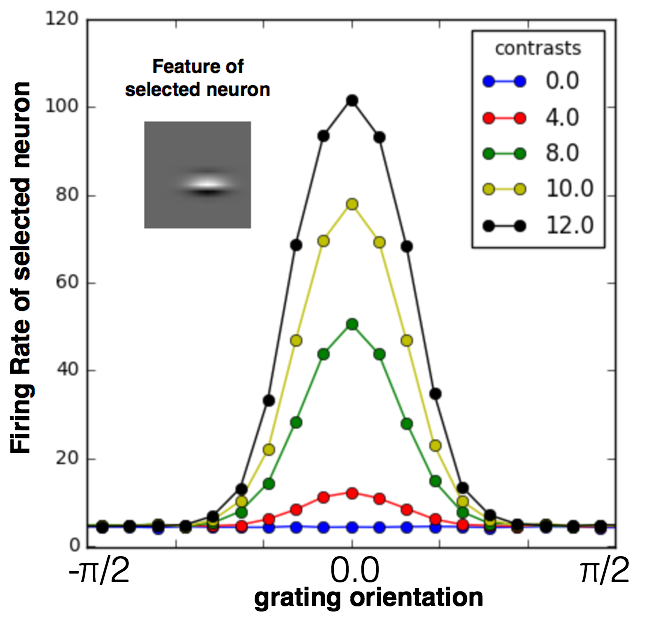 120
100
80
60
40
20
0
Firing Rate of selected neuron
Feature of
selected neuron
contrasts
0.0
4.0
8.0
10.0
12.0
-π/2 0.0 π/2
grating orientation